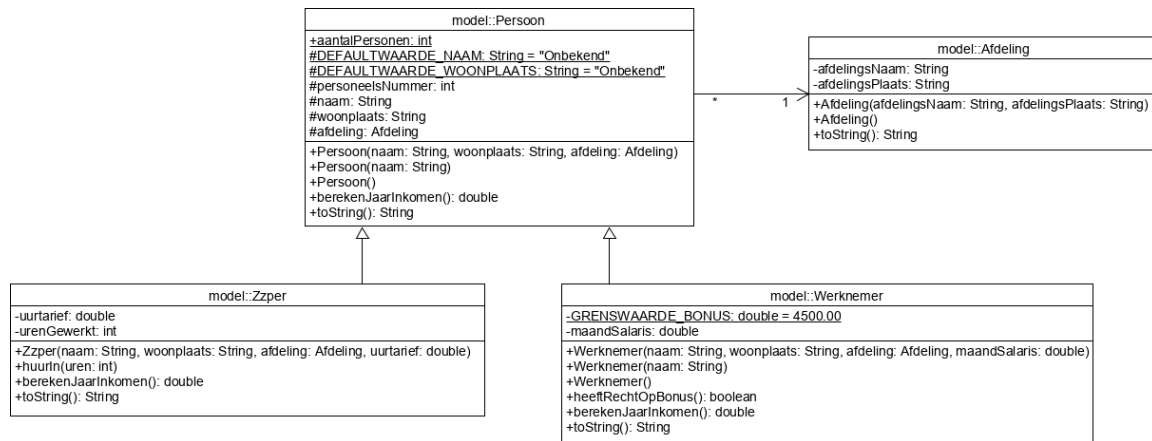 model::Persoon
+aantalPersonen: int
#DEFAULTWAARDE_NAAM: String = "Onbekend"
#DEFAULTWAARDE_WOONPLAATS: String = "Onbekend"
#personeelsNummer: int
#naam: String
#woonplaats: String
#afdeling: Afdeling
+Persoon(naam: String, woonplaats: String, afdeling: Afdeling)
+Persoon(naam: String)
+Persoon()
+berekenJaarInkomen(): double
+toString(): String
* 1
model::Afdeling
-afdelingsNaam: String
-afdelingsPlaats: String
+Afdeling(afdelingsNaam: String, afdelingsPlaats: String)
+Afdeling()
+toString(): String
model::Zzper
-uurtarief: double
-urenGewerkt: int
+Zzper(naam: String, woonplaats: String, afdeling: Afdeling, uurtarief: double)
+huurIn(uren: int)
+berekenJaarInkomen(): double
+toString(): String
model::Werknemer
-GRENSWAARDE_BONUS: double = 4500.00
-maandSalaris: double
+Werknemer(naam: String, woonplaats: String, afdeling: Afdeling, maandSalaris: double)
+Werknemer(naam: String)
+Werknemer()
+heeftRechtOpBonus(): boolean
+berekenJaarInkomen(): double
+toString(): String